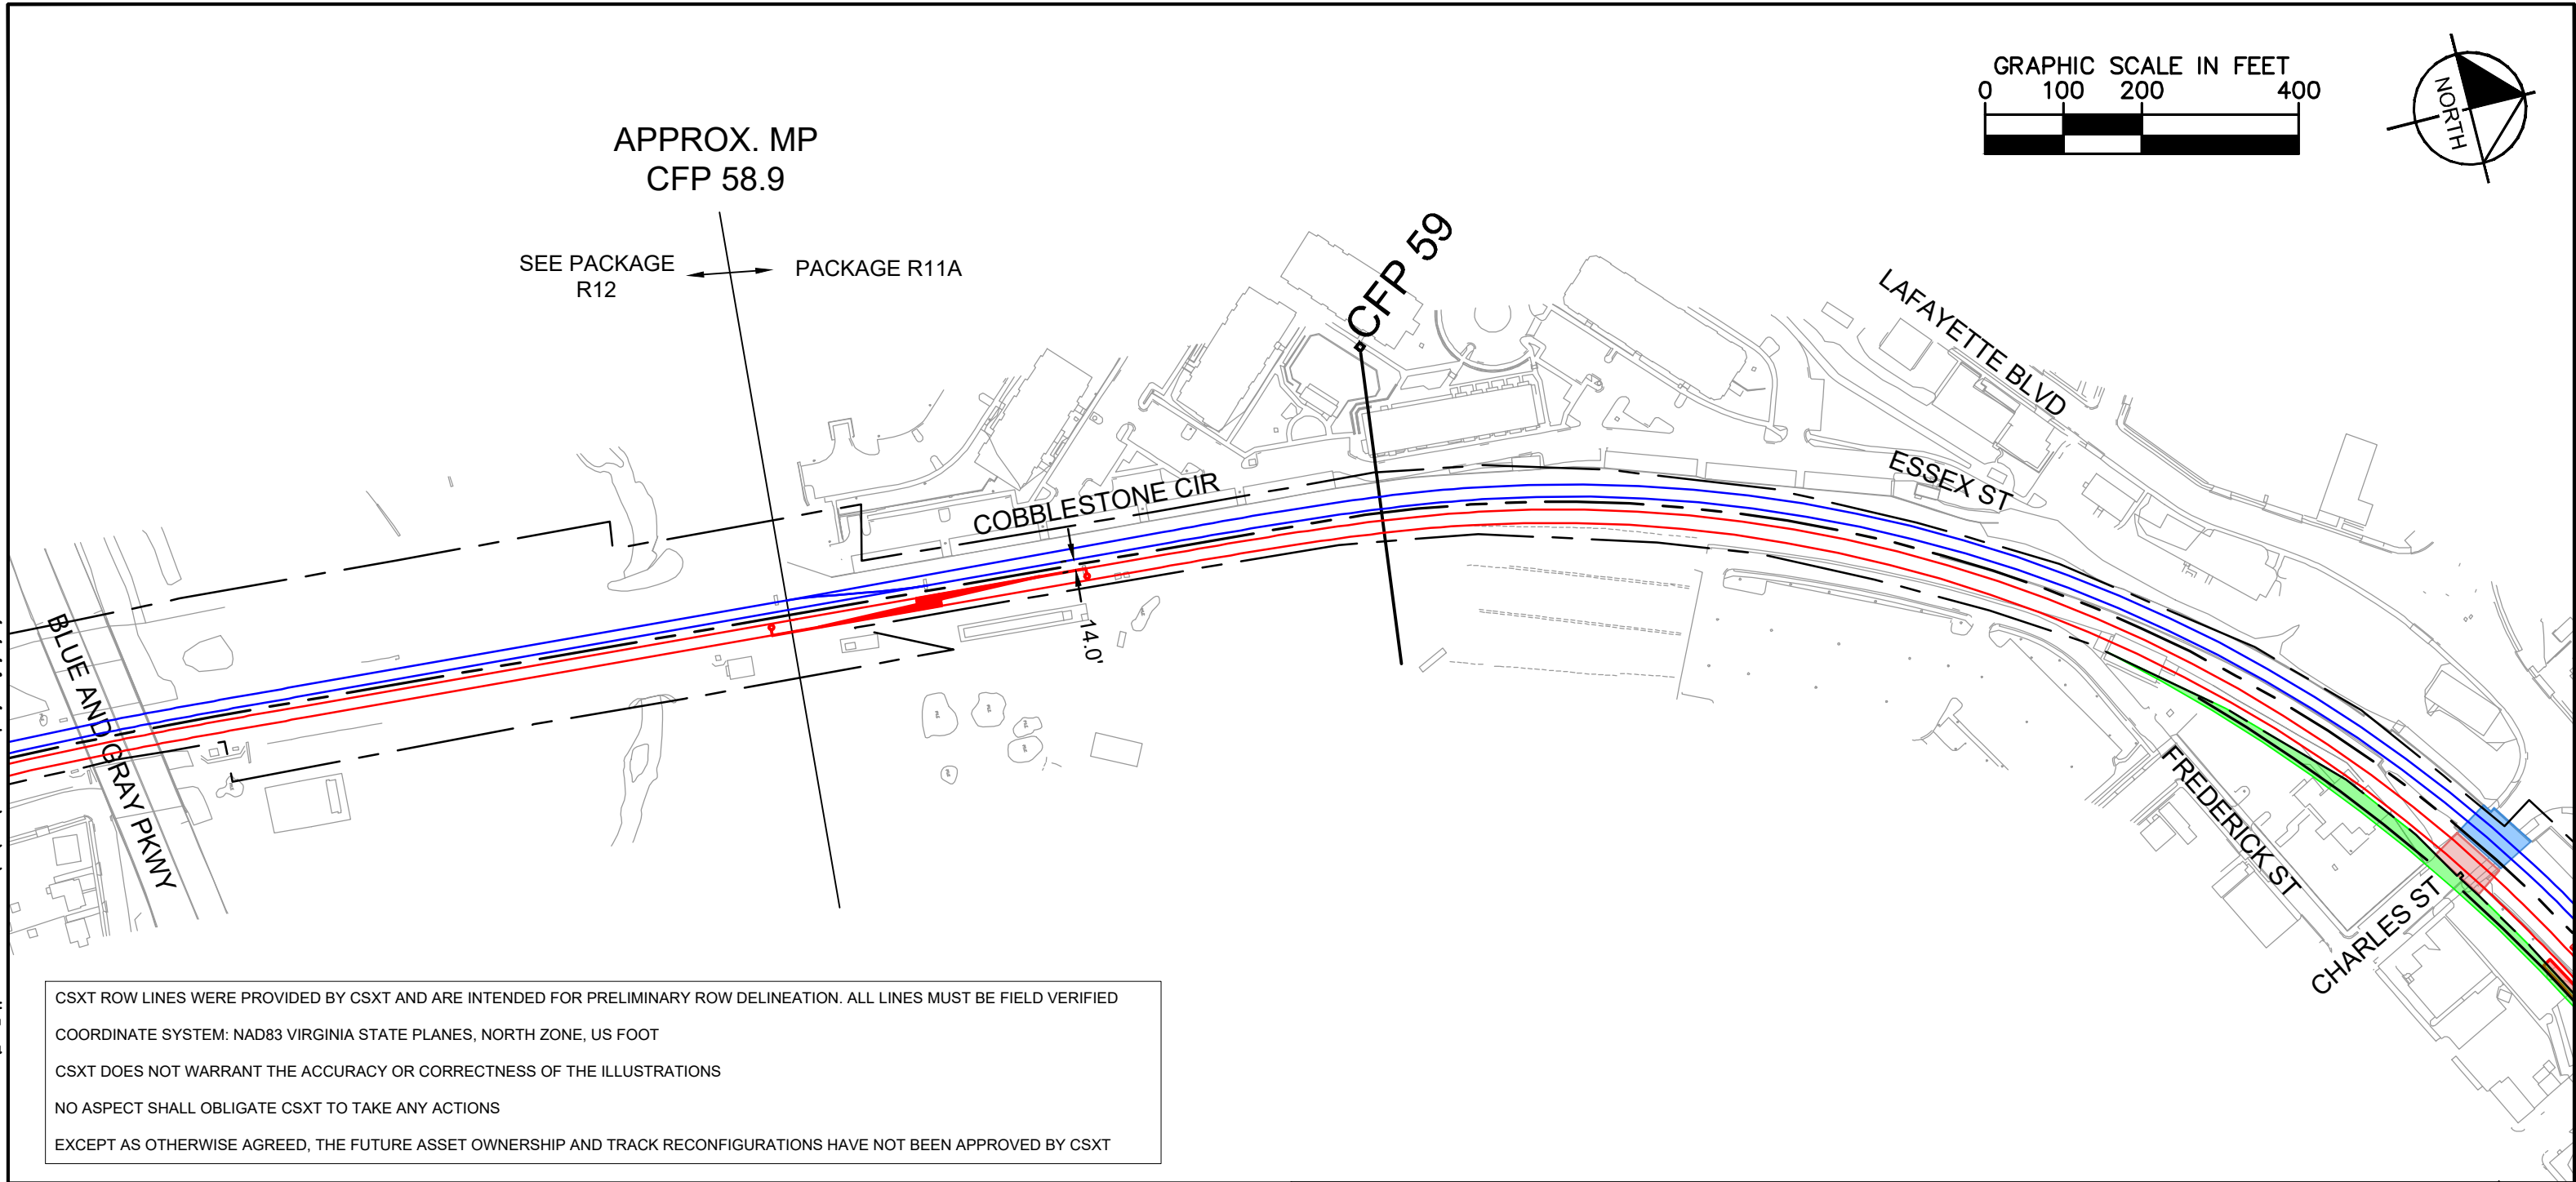 GRAPHIC SCALE IN FEET
0 100 200 400
NORTH
APPROX. MP
CFP 58.9
SEE PACKAGE
R12
PACKAGE R11A
CFP 59
LAFAYETTE BLVD
ESSEX ST
COBBLESTONE CIR
14.0'
BLUE AND GRAY PKWY
FREDERICK ST
CHARLES ST
CSXT ROW LINES WERE PROVIDED BY CSXT AND ARE INTENDED FOR PRELIMINARY ROW DELINEATION. ALL LINES MUST BE FIELD VERIFIED
COORDINATE SYSTEM: NAD83 VIRGINIA STATE PLANES, NORTH ZONE, US FOOT
CSXT DOES NOT WARRANT THE ACCURACY OR CORRECTNESS OF THE ILLUSTRATIONS
NO ASPECT SHALL OBLIGATE CSXT TO TAKE ANY ACTIONS
EXCEPT AS OTHERWISE AGREED, THE FUTURE ASSET OWNERSHIP AND TRACK RECONFIGURATIONS HAVE NOT BEEN APPROVED BY CSXT